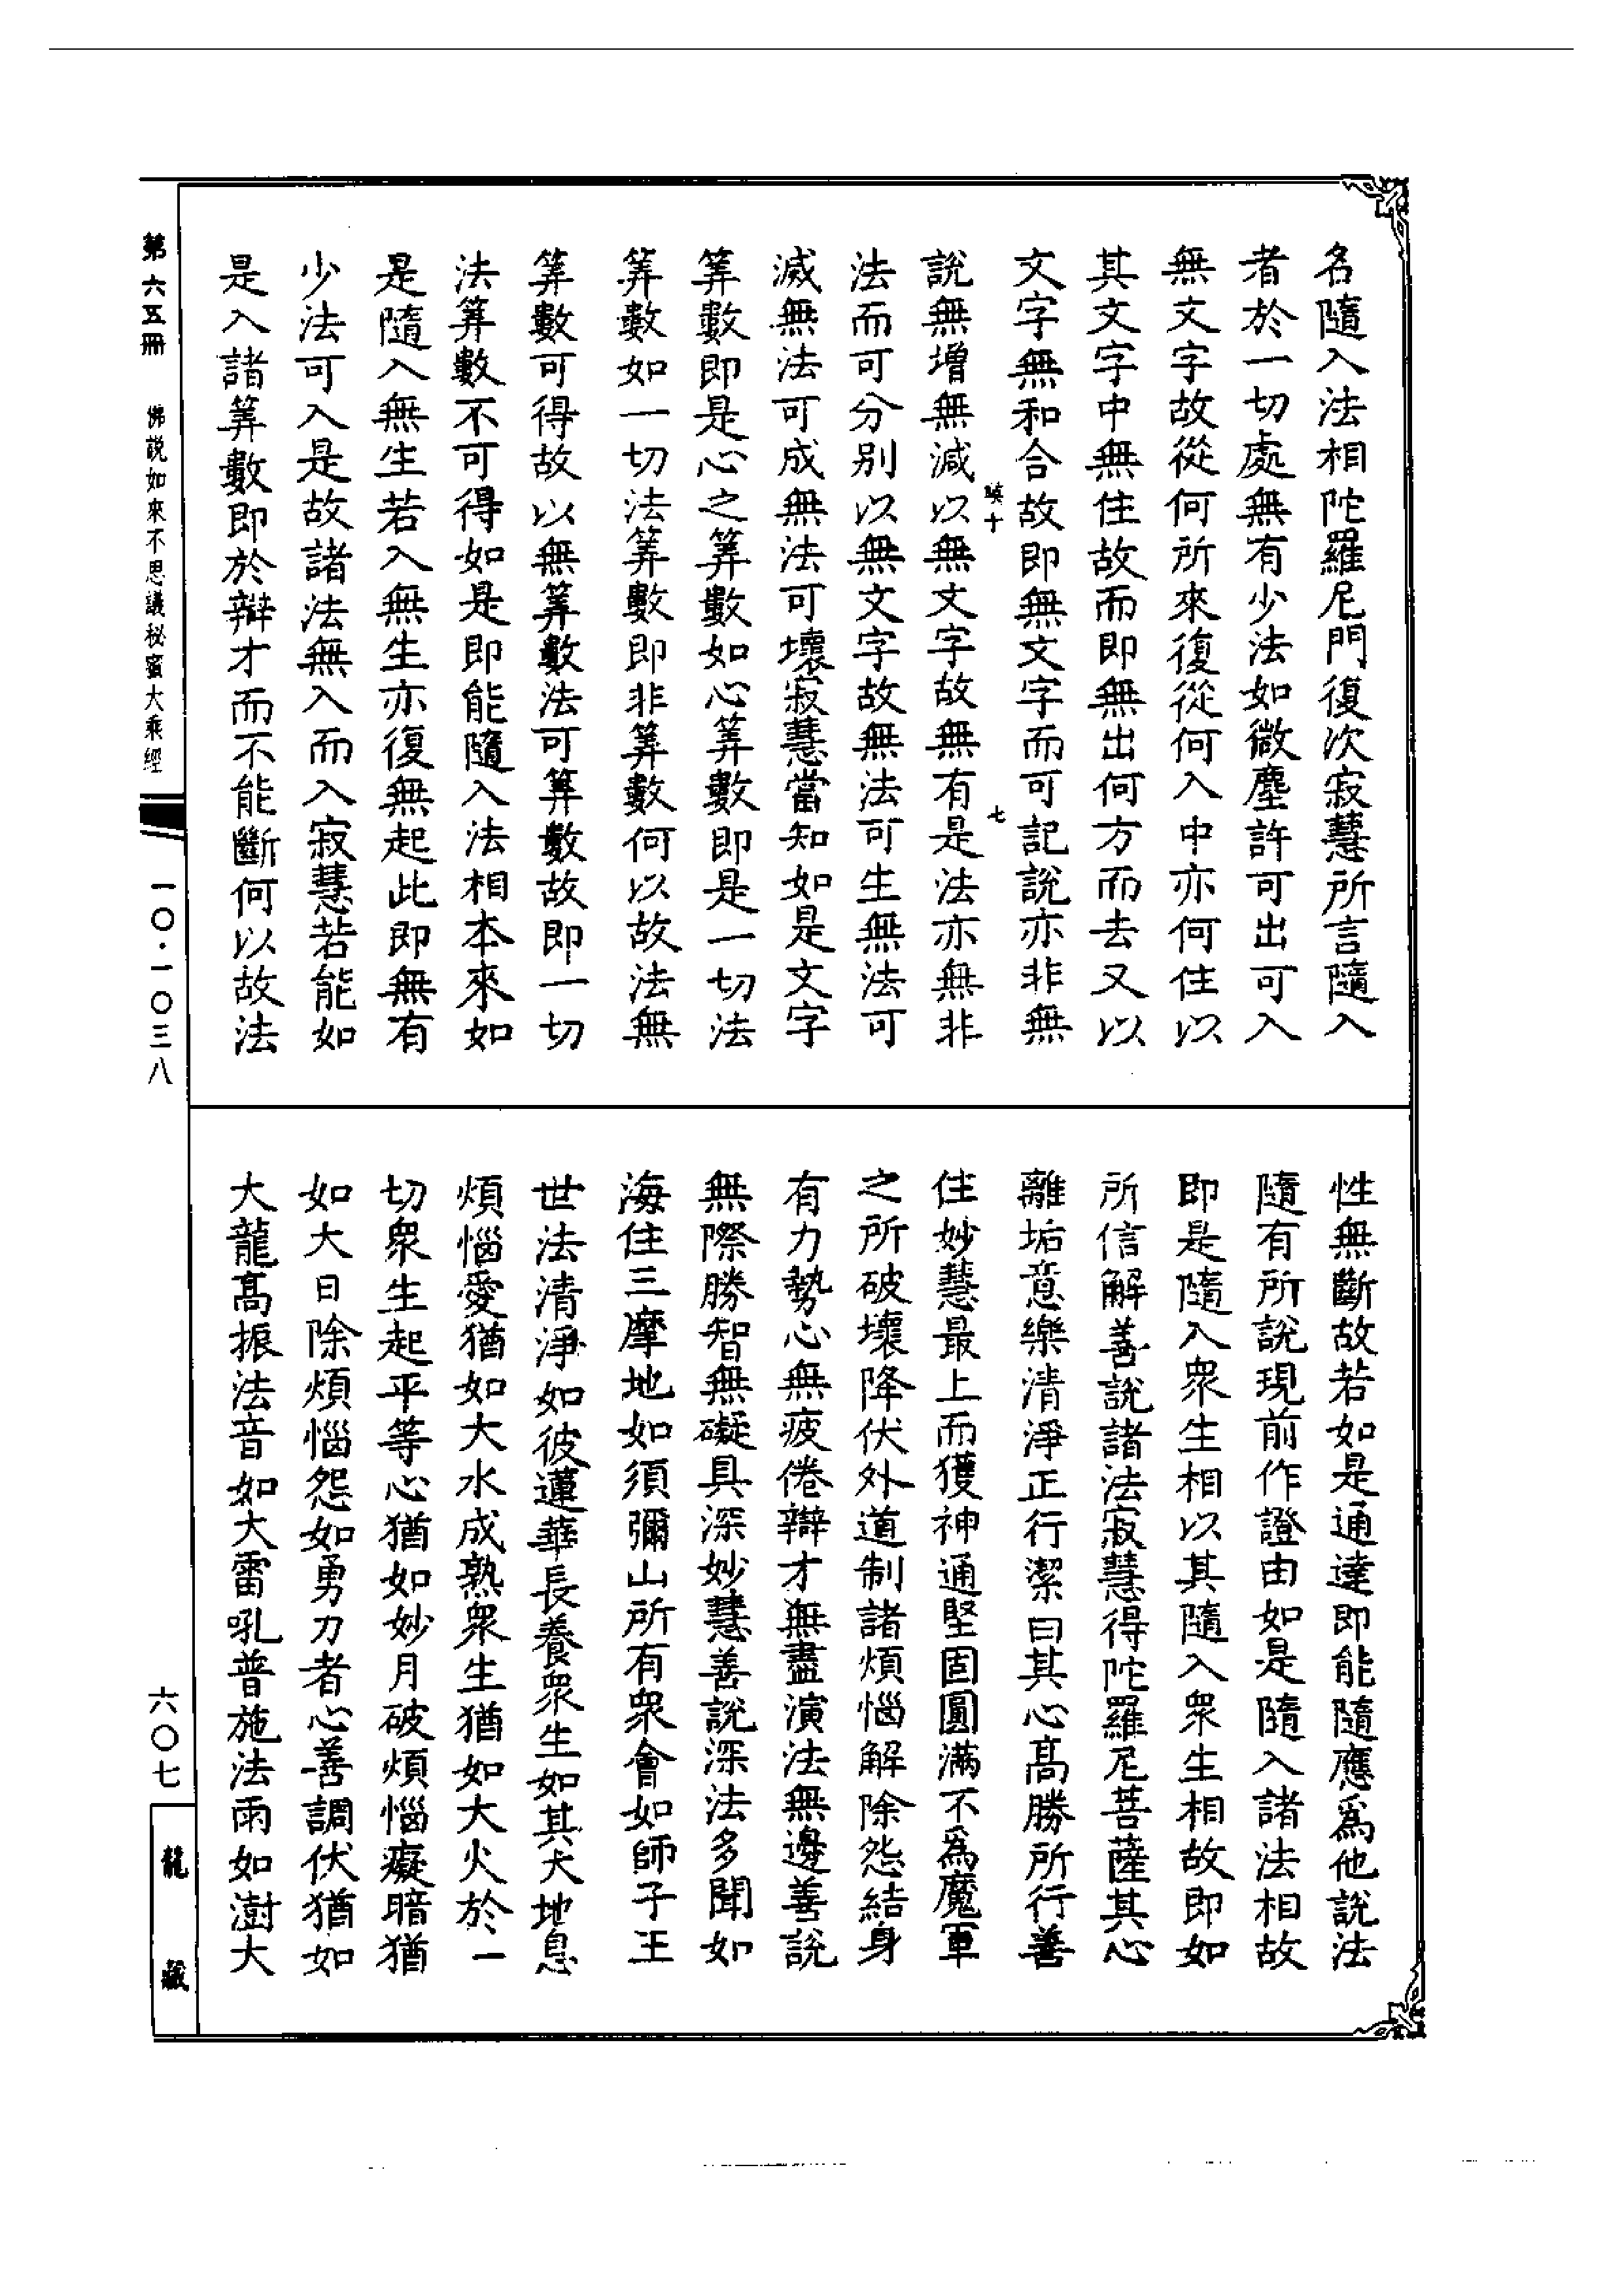 名隨入法相陀羅尼門復次寂慧所言隨入
者於一切處無有少法如微塵許可出可入
無文字故從何所來復從何入中亦何住以
其文字中無住故而即無出何方而去又以
文字無和合故即無文字而可記說亦非無
十 七
說無增無減以無文字故無有是法亦無非
法而可分別以無文字故無法可生無法可
滅無法可成無法可壞寂慧當知如是文字
筭數即是心之筭數如心筭數即是一切法
筭數如一切法筭數即非筭數何以故法無
筭數可得故以無筭數法可筭數故即一切
法筭數不可得如是即能隨入法相本來如
是隨入無生若入無生亦復無起此即無有
少法可入是故諸法無入而入寂慧若能如
是入諸筭數即於辯才而不能斷何以故法
性無斷故若如是通達即能隨應爲他說法
隨有所說現前作證由如是隨入諸法相故
即是隨入眾生相以其隨入眾生相故即如
所信解善說諸法寂慧得陀羅尼菩薩其心
離垢意樂清淨正行潔白其心高勝所行善
住妙慧最上而獲神通堅固圓滿不爲魔軍
之所破壞降伏外道制諸煩惱解除怨結身
有力勢心無疲倦辯才無盡演法無邊善說
無際勝智無礙具深妙慧善說深法多聞如
海住三摩地如須彌山所有眾會如師子王
世法清淨如彼蓮華長養眾生如其大地息
煩惱愛猶如大水成熟眾生猶如大火於一
切眾生起平等心猶如妙月破煩惱癡暗猶
如大日除煩惱怨如勇力者心善調伏猶如
大龍高振法音如大雷吼普施法雨如澍大
第六五冊 佛說如來不思議秘密大乘經 一〇·一〇三八 六〇七 龍藏